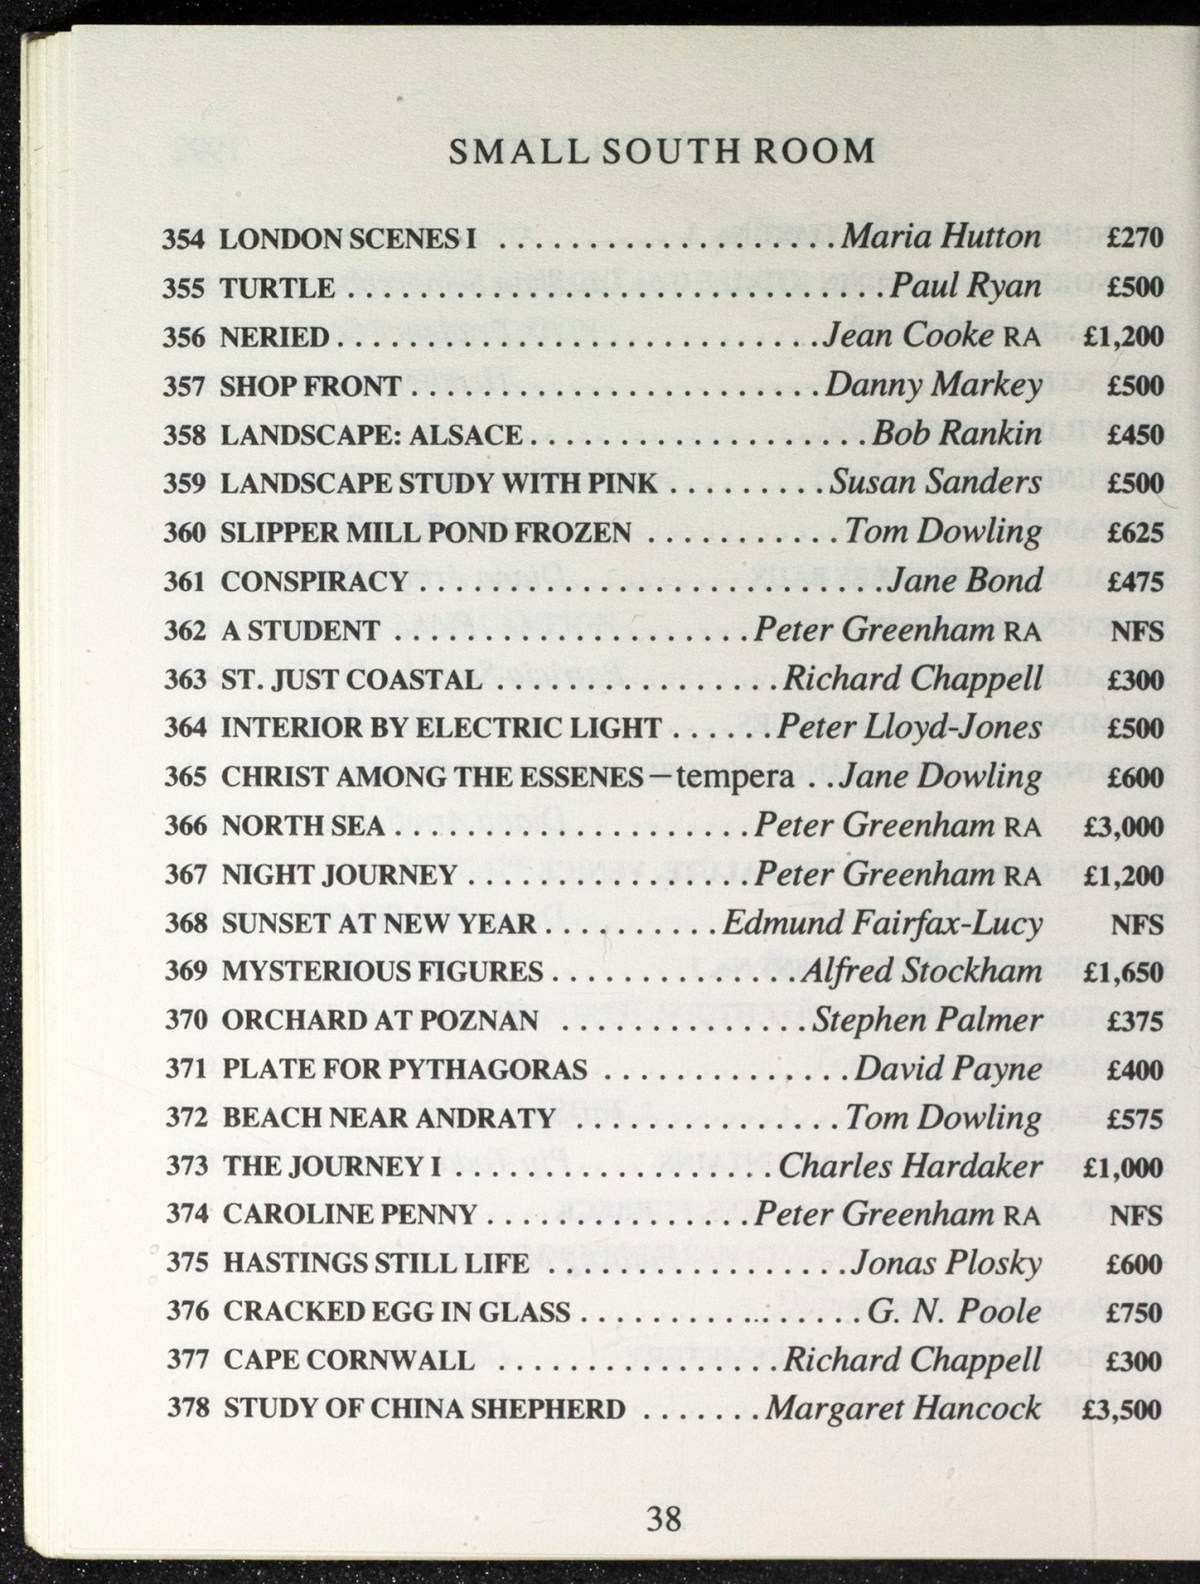 SMALL SOUTH ROOM
354 LONDON SCENES I .................. Maria Hutton £270
355 TURTLE .............................. Paul Ryan £500
356 NERIED ........................... Jean Cooke RA £1,200
357 SHOP FRONT ........................ Danny Markey £500
358 LANDSCAPE: ALSACE ................... Bob Rankin £450
359 LANDSCAPE STUDY WITH PINK ......... Susan Sanders £500
360 SLIPPER MILL POND FROZEN ........... Tom Dowling £625
361 CONSPIRACY .......................... Jane Bond £475
362 A STUDENT .................... Peter Greenham RA NFS
363 ST. JUST COASTAL ................ Richard Chappell £300
364 INTERIOR BY ELECTRIC LIGHT ...... Peter Lloyd-Jones £500
365 CHRIST AMONG THE ESSENES—tempera .. Jane Dowling £600
366 NORTH SEA .................... Peter Greenham RA £3,000
367 NIGHT JOURNEY ................ Peter Greenham RA £1,200
368 SUNSET AT NEW YEAR .......... Edmund Fairfax-Lucy NFS
369 MYSTERIOUS FIGURES .............. Alfred Stockham £1,650
370 ORCHARD AT POZNAN .............. Stephen Palmer £375
371 PLATE FOR PYTHAGORAS .............. David Payne £400
372 BEACH NEAR ANDRATY ............... Tom Dowling £575
373 THE JOURNEY I .................. Charles Hardaker £1,000
374 CAROLINE PENNY ............... Peter Greenham RA NFS
375 HASTINGS STILL LIFE ................. Jonas Plosky £600
376 CRACKED EGG IN GLASS ................ G. N. Poole £750
377 CAPE CORNWALL ................ Richard Chappell £300
378 STUDY OF CHINA SHEPHERD ....... Margaret Hancock £3,500
38